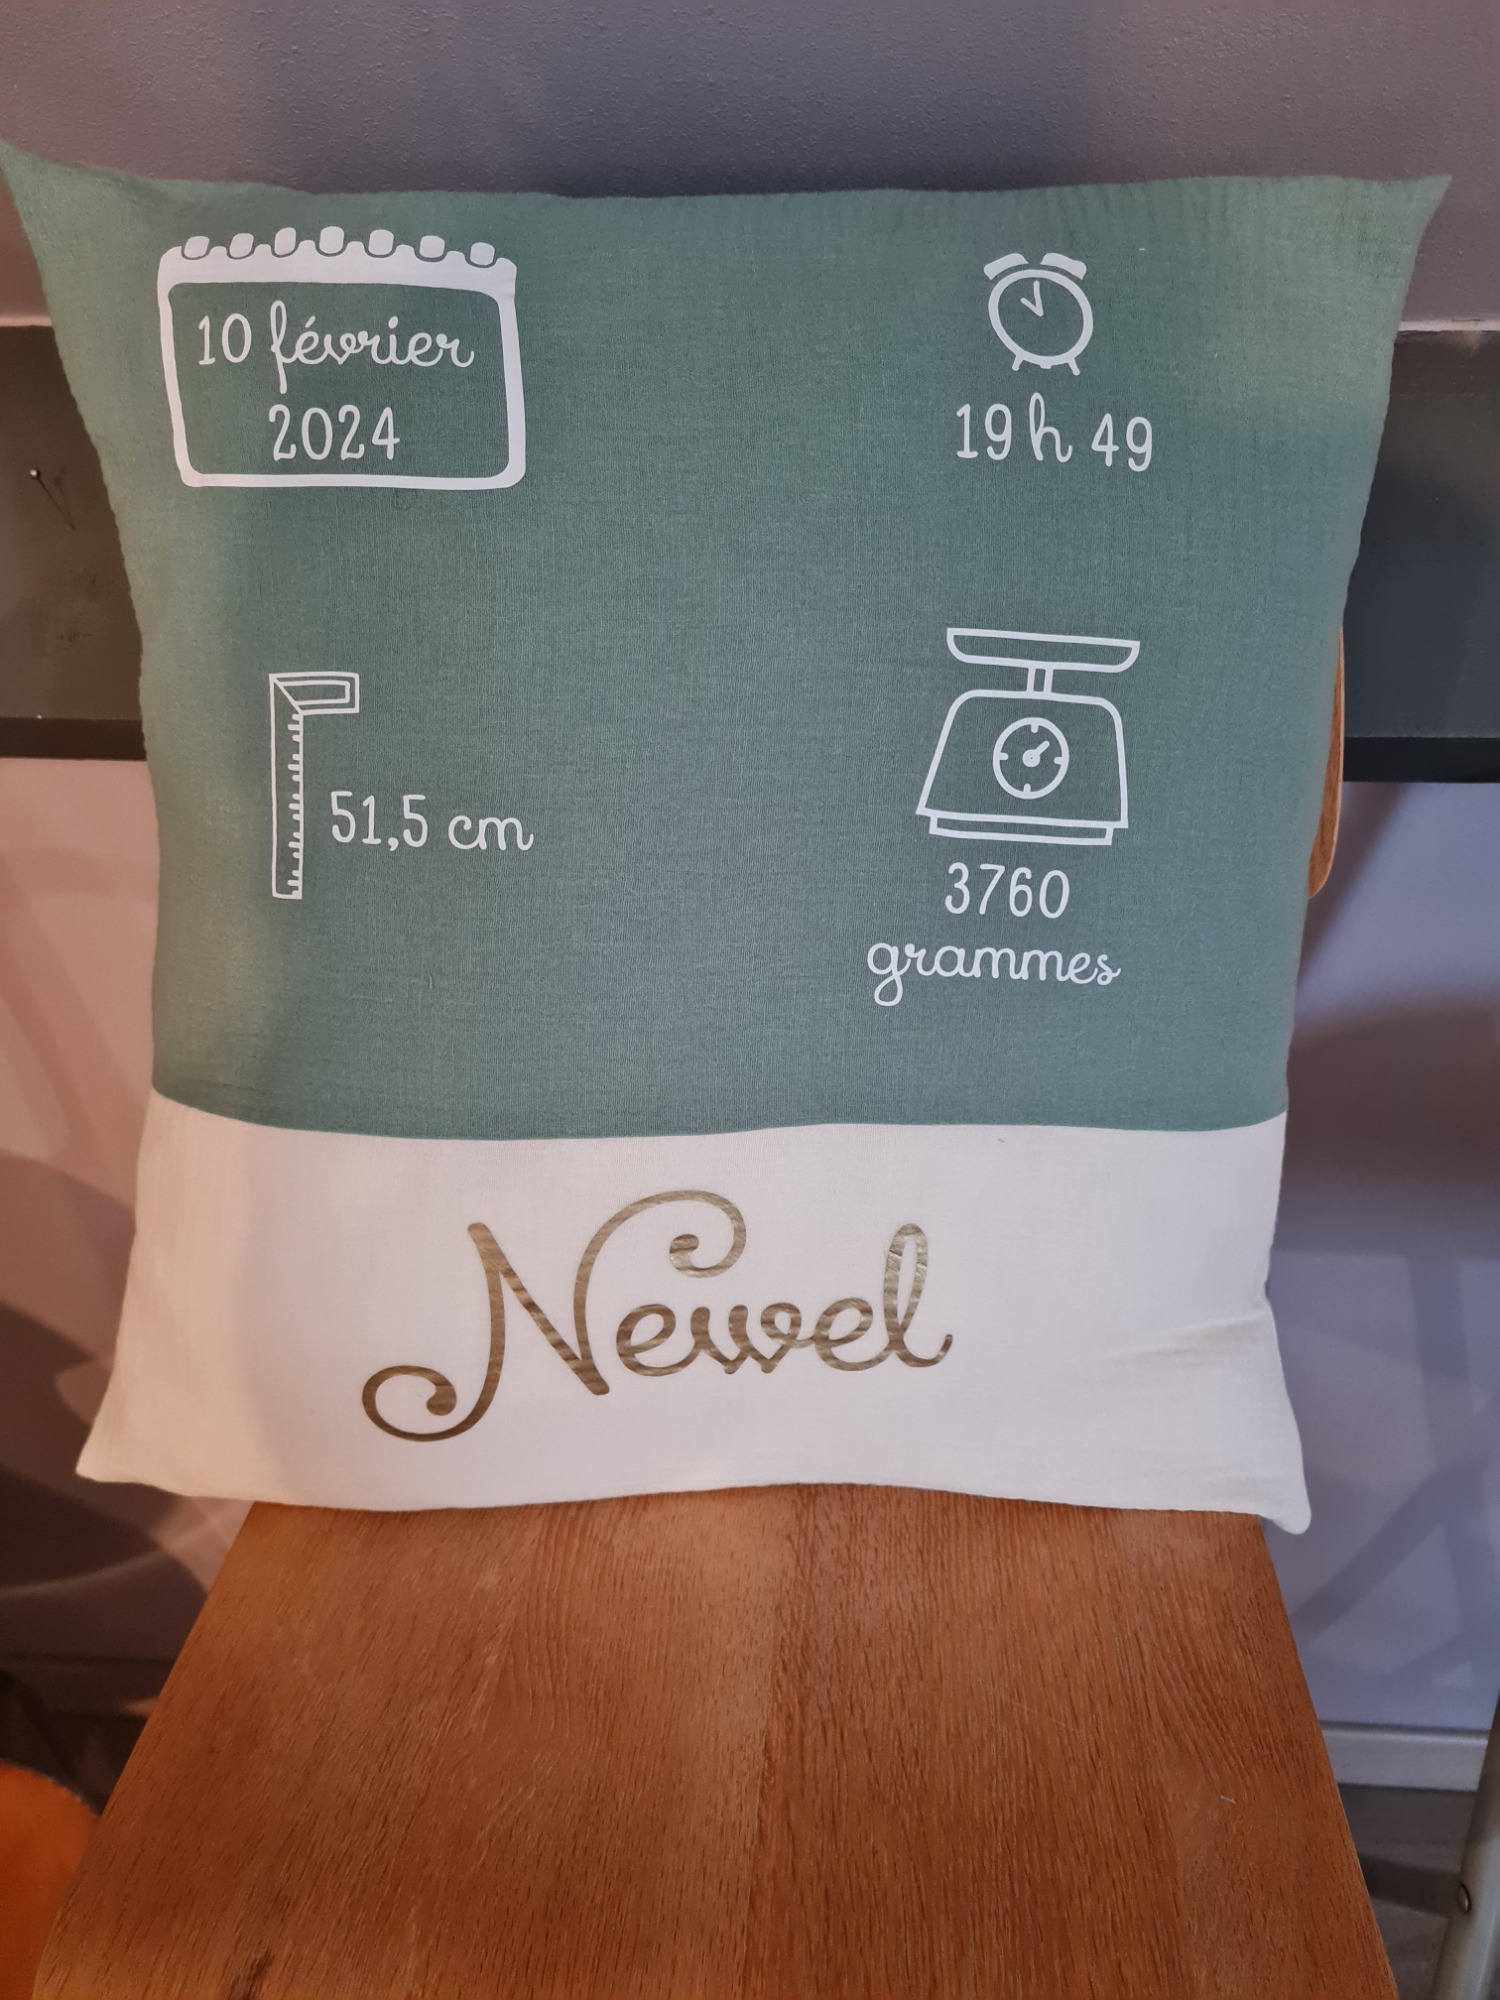 10 février
2024
19 h 49
51,5 cm
3760
grammes
Newel